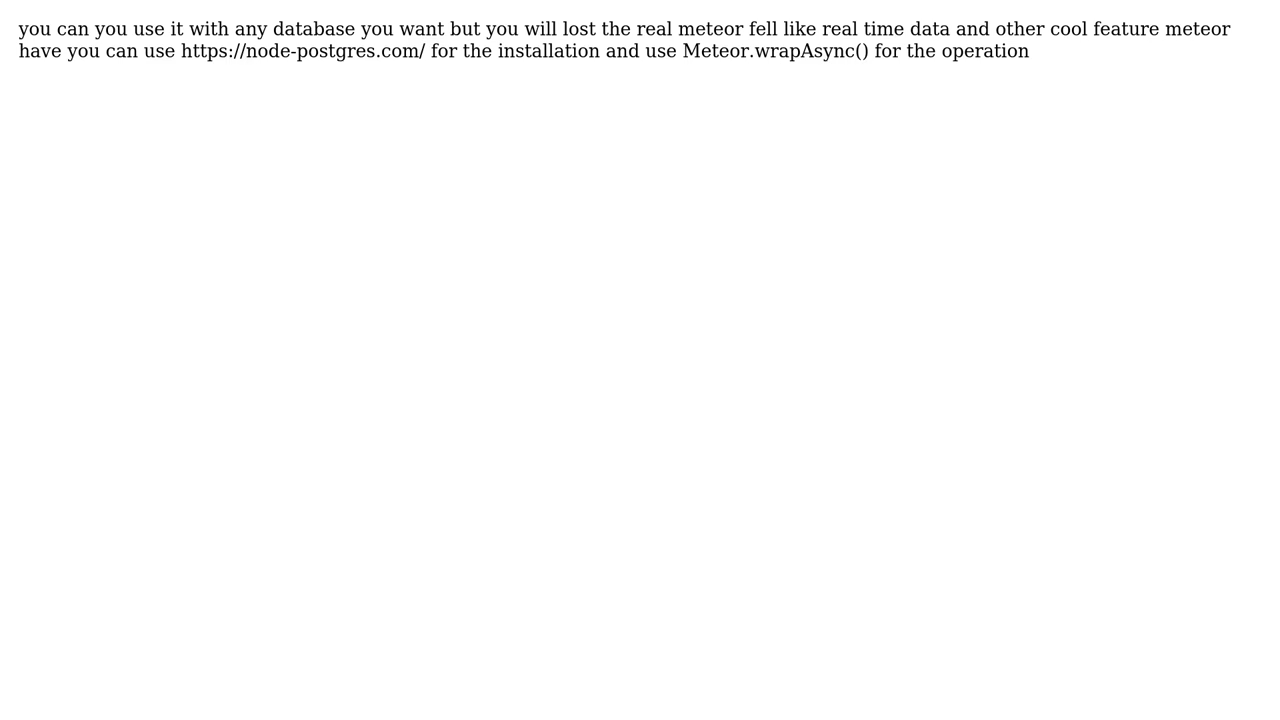 you can you use it with any database you want but you will lost the real meteor fell like real time data and other cool feature meteor
have you can use https://node-postgres.com/ for the installation and use Meteor.wrapAsync() for the operation